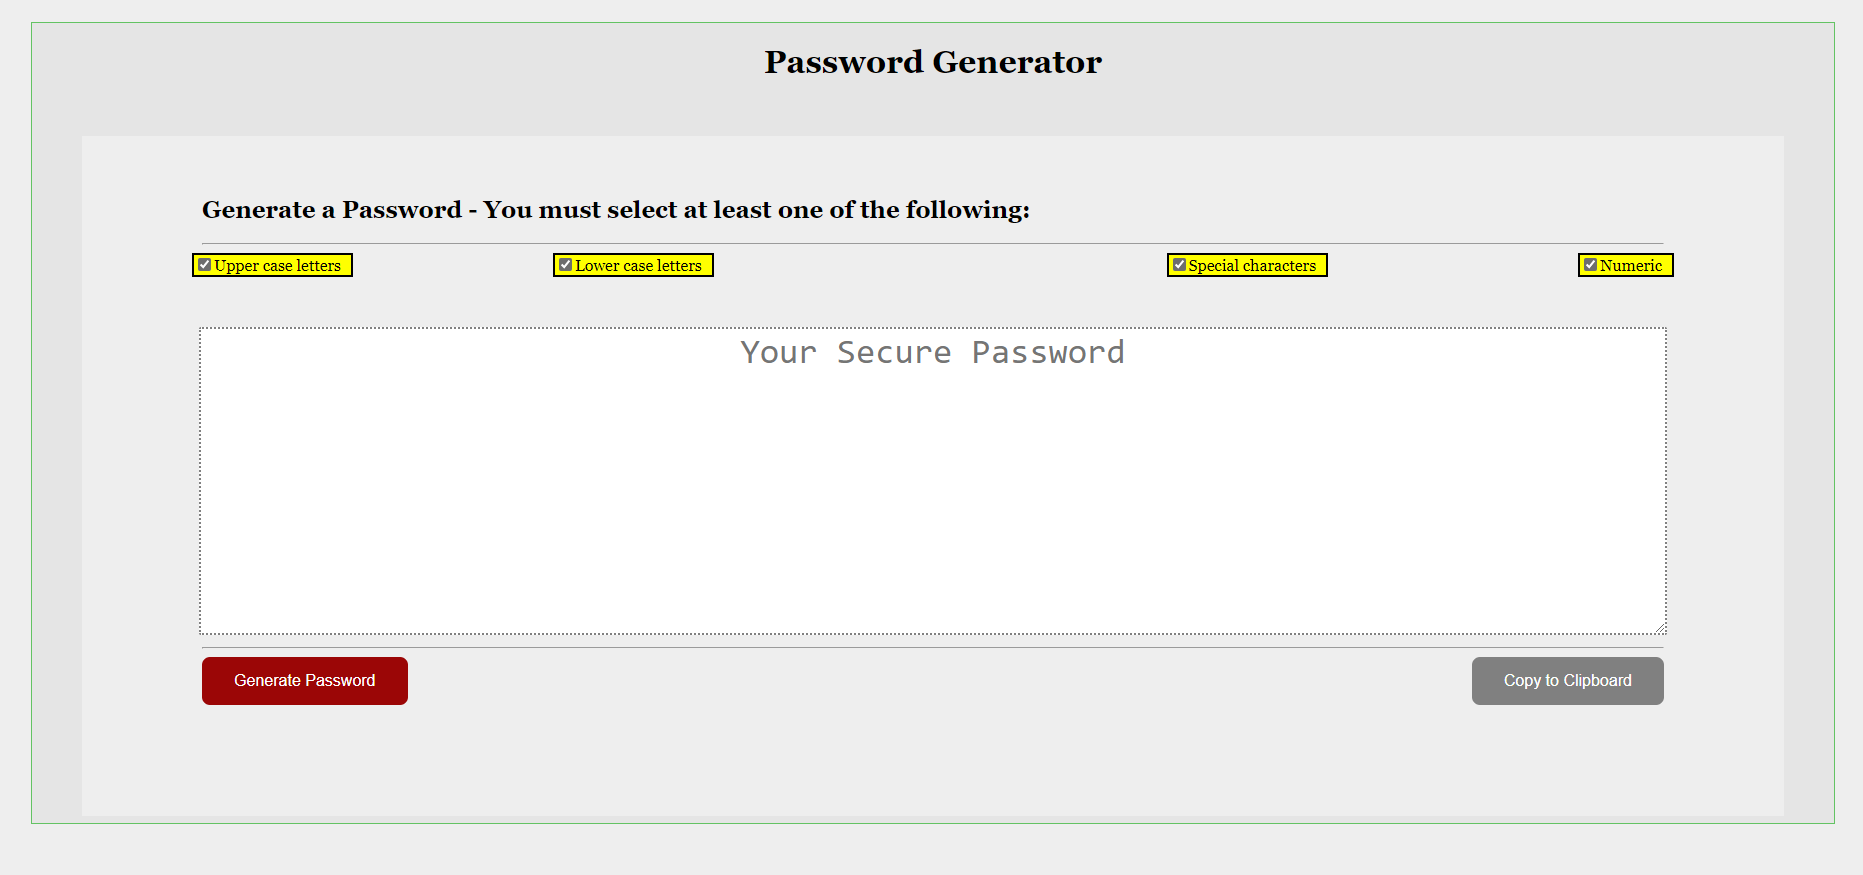 Password Generator
Generate a Password - You must select at least one of the following:
Upper case letters Lower case letters Special characters Numeric
Your Secure Password
Generate Password Copy to Clipboard